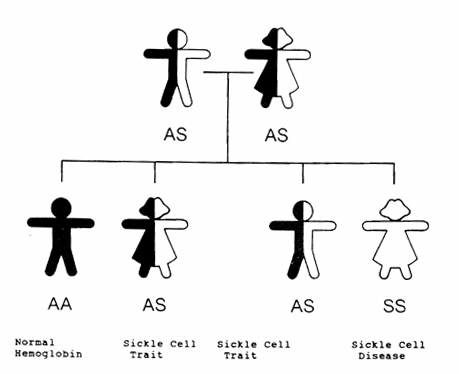 AS AS
AA AS AS SS
Normal Sickle Cell Sickle Cell Sickle Cell
Hemoglobin Trait Trait Disease